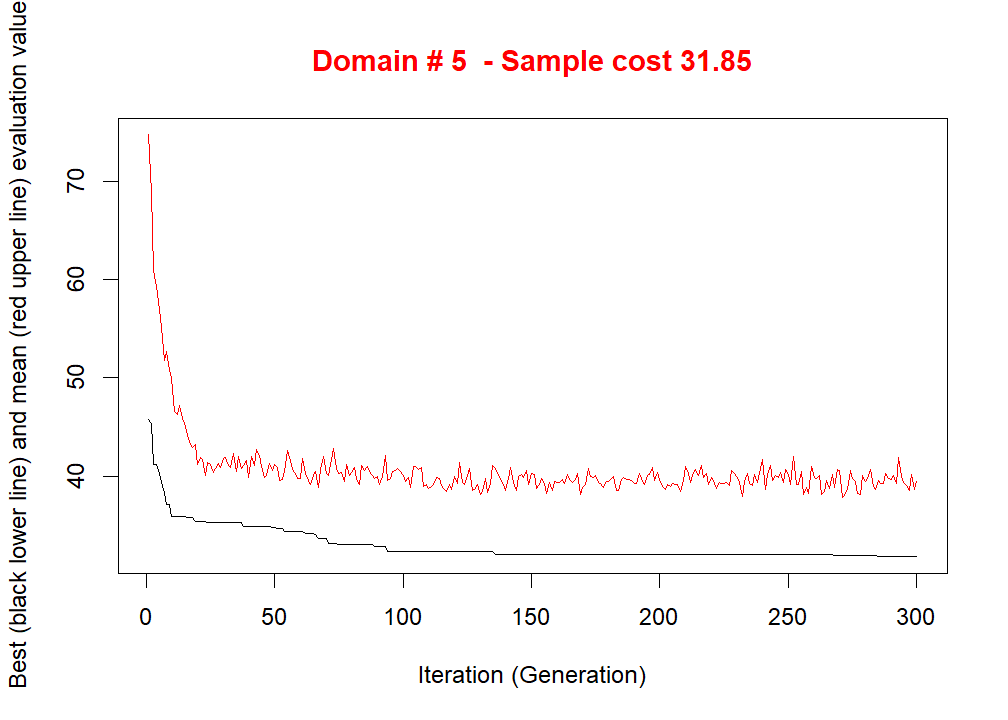 Domain # 5  - Sample cost 31.85
Best (black lower line) and mean (red upper line) evaluation value
70
60
50
40
0 50 100 150 200 250 300
Iteration (Generation)